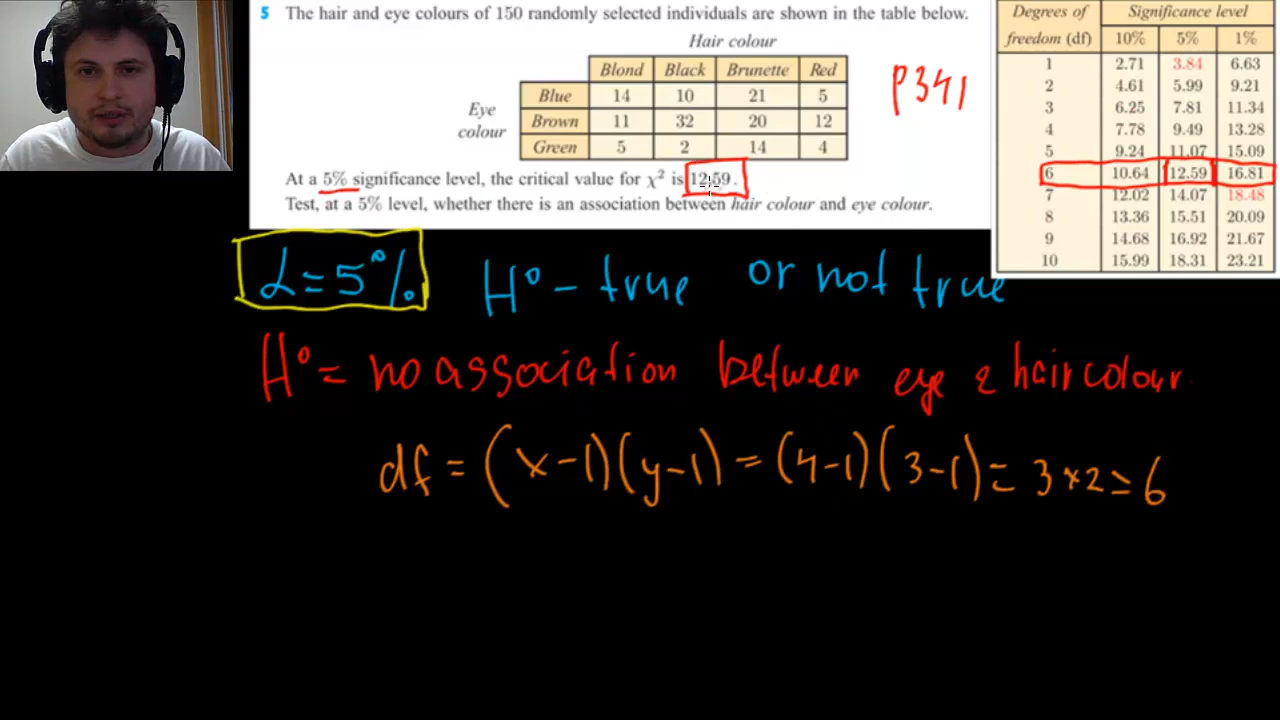 5 The hair and eye colours of 150 randomly selected individuals are shown in the table below.
Hair colour
Blond Black Brunette Red
Eye colour
Blue 14 10 21 5
Brown 11 32 20 12
Green 5 2 14 4
At a 5% significance level, the critical value for χ² is 12.59.
Test, at a 5% level, whether there is an association between hair colour and eye colour.
P341
Degrees of freedom (df) Significance level
10% 5% 1%
1 2.71 3.84 6.63
2 4.61 5.99 9.21
3 6.25 7.81 11.34
4 7.78 9.49 13.28
5 9.24 11.07 15.09
6 10.64 12.59 16.81
7 12.02 14.07 18.48
8 13.36 15.51 20.09
9 14.68 16.92 21.67
10 15.99 18.31 23.21
α = 5% H⁰ - true or not true
H⁰ = no association between eye & hair colour.
df = (x-1)(y-1) = (4-1)(3-1) = 3×2 = 6